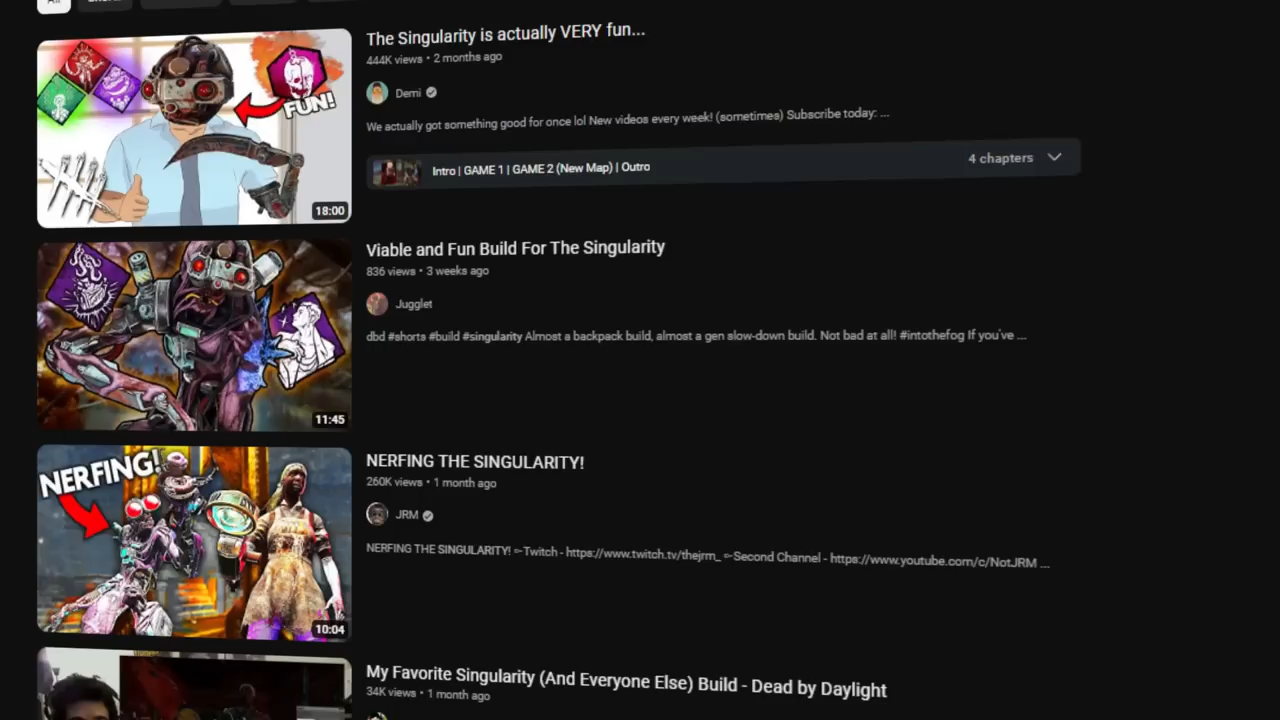 The Singularity is actually VERY fun...
444K views • 2 months ago
FUN!
Demi
We actually got something good for once lol New videos every week! (sometimes) Subscribe today: ...
Intro | GAME 1 | GAME 2 (New Map) | Outro
4 chapters
18:00
Viable and Fun Build For The Singularity
836 views • 3 weeks ago
Jugglet
dbd #shorts #build #singularity Almost a backpack build, almost a gen slow-down build. Not bad at all! #intothefog If you've ...
11:45
NERFING!
NERFING THE SINGULARITY!
260K views • 1 month ago
JRM
NERFING THE SINGULARITY! ➳Twitch - https://www.twitch.tv/thejrm_ ➳Second Channel - https://www.youtube.com/c/NotJRM ...
10:04
My Favorite Singularity (And Everyone Else) Build - Dead by Daylight
34K views • 1 month ago